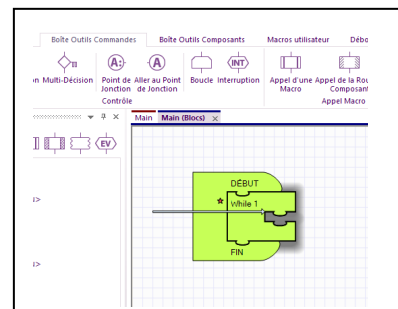 Boîte Outils Commandes Boîte Outils Composants Macros utilisateur Débo
on Multi-Décision Point de Jonction Aller au Point de Jonction Boucle Interruption Appel d'une Macro Appel de la Rou Composant
Contrôle Appel Macro
Main Main (Blocs)
EV
DÉBUT
While 1
FIN